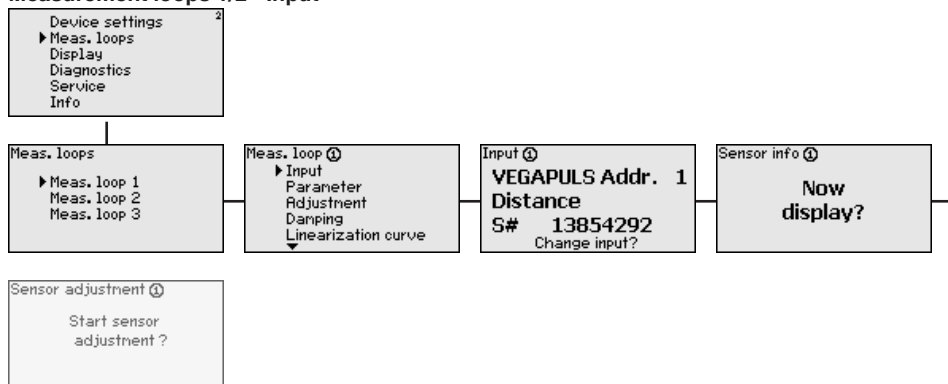 Measurement loops 1/2 - Input
Device settings
2
Meas. loops
Display
Diagnostics
Service
Info
Meas. loops
Meas. loop 1
Meas. loop 2
Meas. loop 3
Meas. loop ①
Input
Parameter
Adjustment
Damping
Linearization curve
Input ①
VEGAPULS Addr. 1
Distance
S# 13854292
Change input?
Sensor info ①
Now
display?
Sensor adjustment ①
Start sensor
adjustment ?